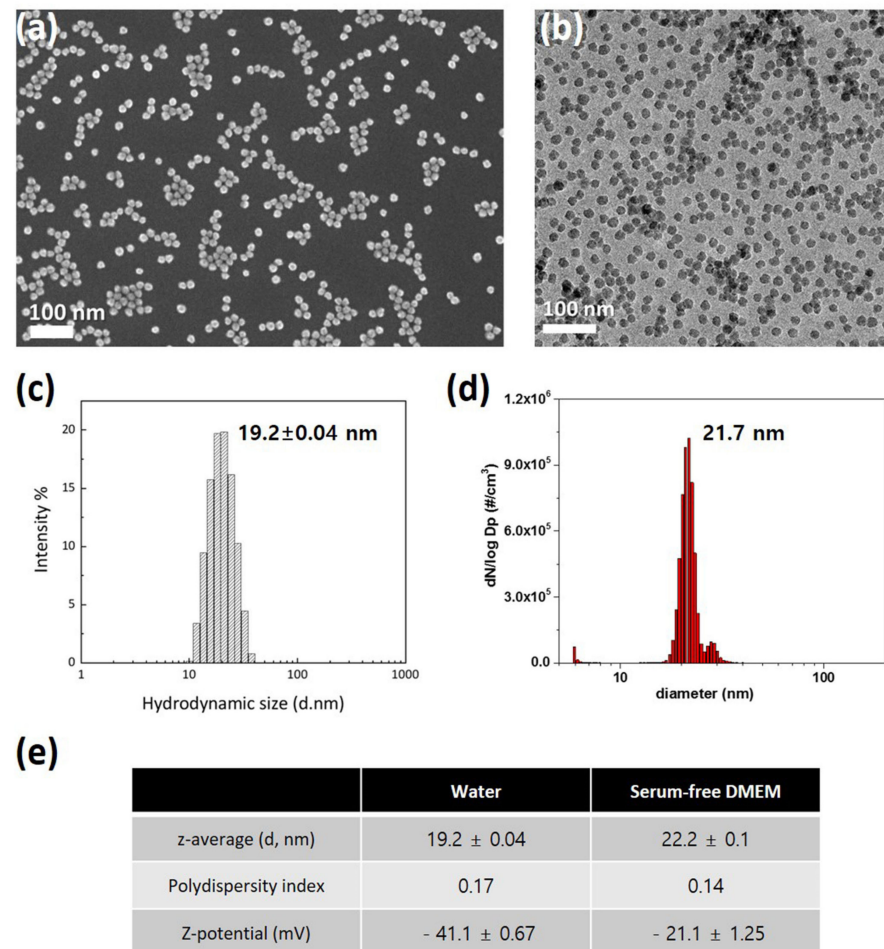 (a)
100 nm
(b)
100 nm
(c)
19.2±0.04 nm
20
15
10
5
0
Intensity %
1
10
100
1000
Hydrodynamic size (d.nm)
(d)
21.7 nm
1.2x10⁶
9.0x10⁵
6.0x10⁵
3.0x10⁵
0.0
dN/log Dp (#/cm³)
10
100
diameter (nm)
(e)
Water Serum-free DMEM
z-average (d, nm) 19.2 ± 0.04 22.2 ± 0.1
Polydispersity index 0.17 0.14
Z-potential (mV) - 41.1 ± 0.67 - 21.1 ± 1.25